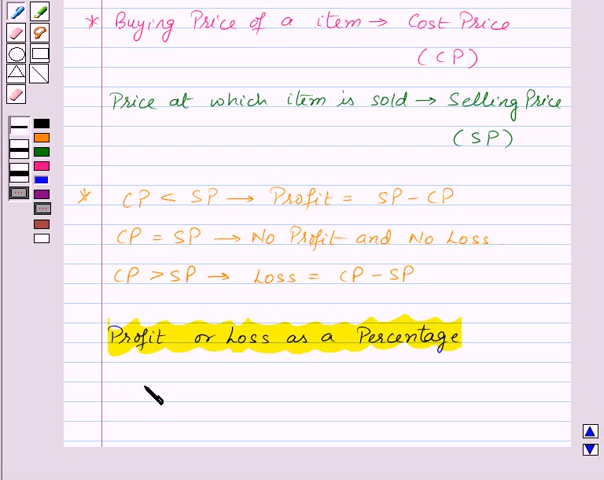 * Buying Price of a item → Cost Price
(CP)
Price at which item is sold → Selling Price
(SP)
* CP < SP → Profit = SP - CP
CP = SP → No Profit and No Loss.
CP > SP → Loss = CP - SP
Profit or Loss as a Percentage